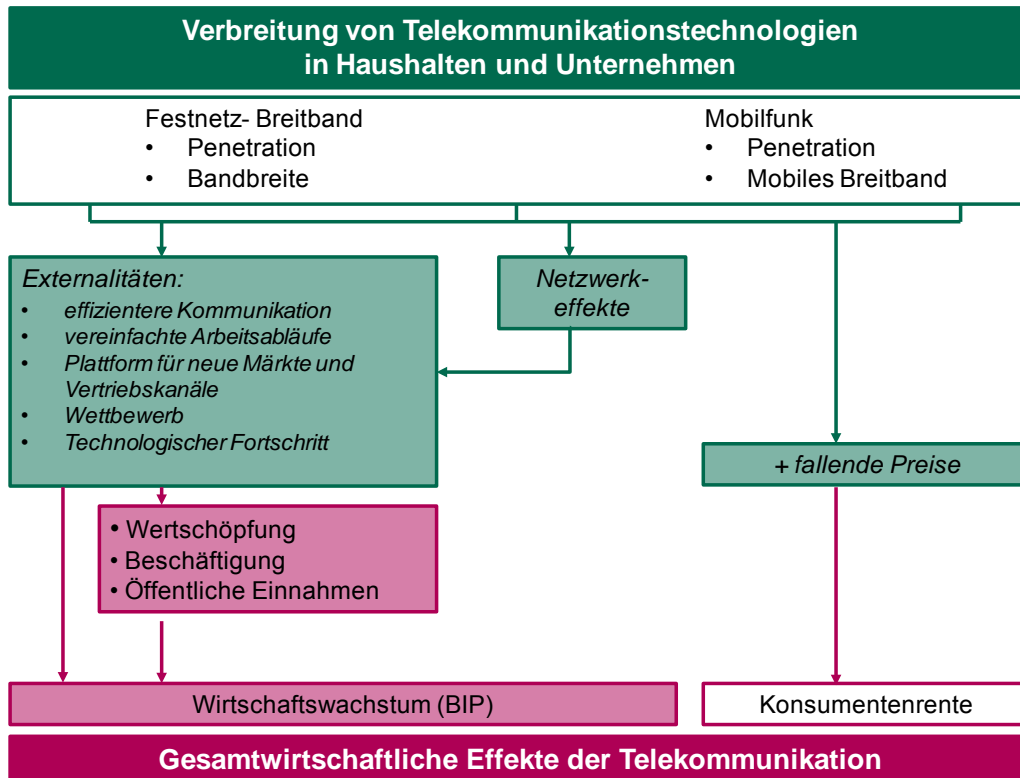 Verbreitung von Telekommunikationstechnologien
in Haushalten und Unternehmen
Festnetz- Breitband
• Penetration
• Bandbreite
Mobilfunk
• Penetration
• Mobiles Breitband
Externalitäten:
• effizientere Kommunikation
• vereinfachte Arbeitsabläufe
• Plattform für neue Märkte und
Vertriebskanäle
• Wettbewerb
• Technologischer Fortschritt
Netzwerk-
effekte
+ fallende Preise
• Wertschöpfung
• Beschäftigung
• Öffentliche Einnahmen
Wirtschaftswachstum (BIP)
Konsumentenrente
Gesamtwirtschaftliche Effekte der Telekommunikation